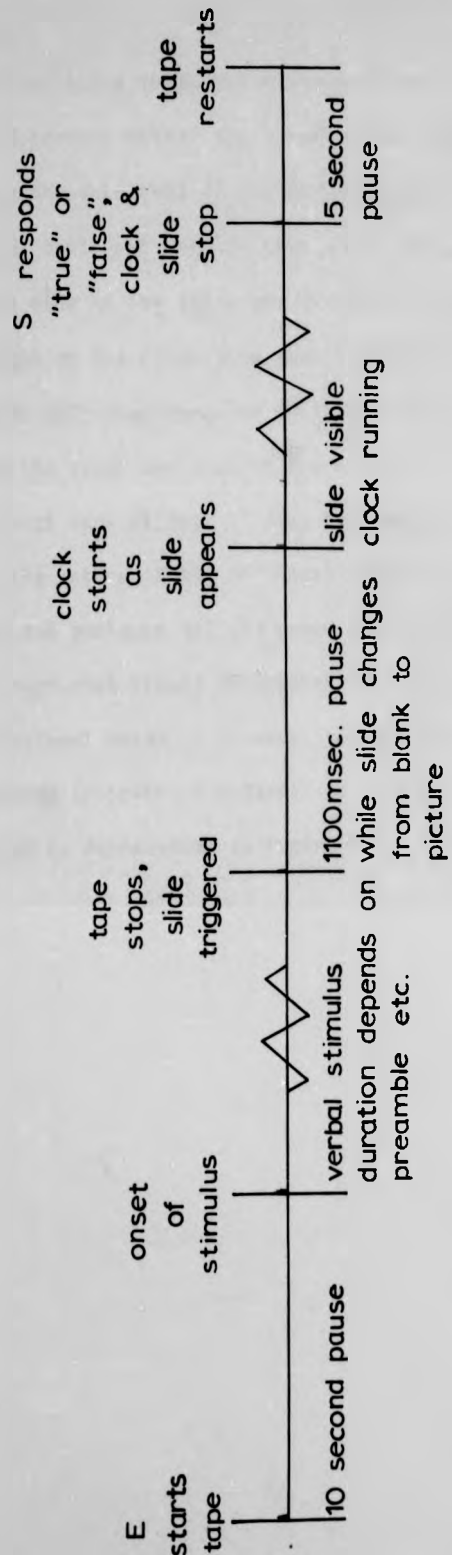 E
starts
tape
onset
of
stimulus
tape
stops,
slide
triggered
clock
starts
as
slide
appears
S responds
"true" or
"false",
clock &
slide
stop
tape
restarts
10 second pause
verbal stimulus
duration depends on
preamble etc.
1100msec pause
while slide changes
from blank to
picture
slide visible
clock running
15 second
pause